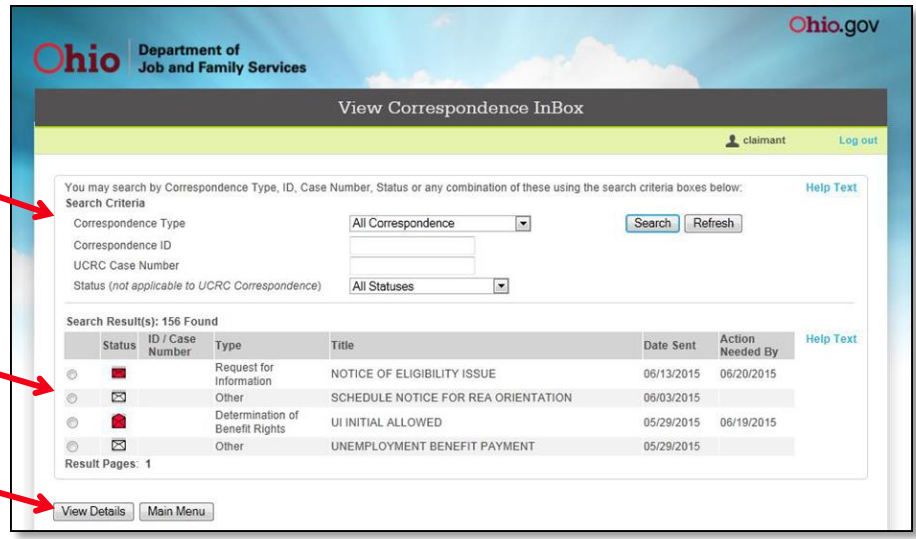 Ohio.gov
Ohio Department of
Job and Family Services
View Correspondence InBox
claimant Log out
You may search by Correspondence Type, ID, Case Number, Status or any combination of these using the search criteria boxes below: Help Text
Search Criteria
Correspondence Type All Correspondence Search Refresh
Correspondence ID
UCRC Case Number
Status (not applicable to UCRC Correspondence) All Statuses
Search Result(s): 156 Found
Status ID / Case Number Type Title Date Sent Action Needed By Help Text
Request for Information NOTICE OF ELIGIBILITY ISSUE 06/13/2015 06/20/2015
Other SCHEDULE NOTICE FOR REA ORIENTATION 06/03/2015
Determination of Benefit Rights UI INITIAL ALLOWED 05/29/2015 06/19/2015
Other UNEMPLOYMENT BENEFIT PAYMENT 05/29/2015
Result Pages: 1
View Details Main Menu